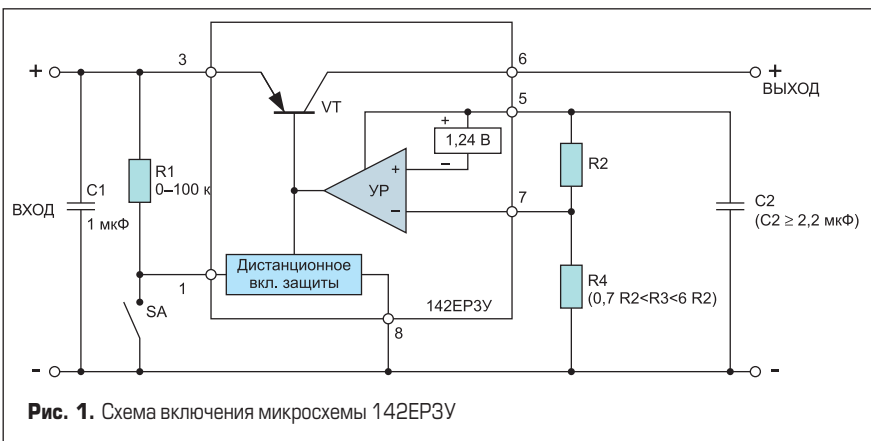 3
6
+
+
ВЫХОД
5
VT
+
1,24 В
–
R1
0–100 к
R2
C1
+
УР
–
7
ВХОД
1 мкФ
C2
(C2 ≥ 2,2 мкФ)
Дистанционное
вкл. защиты
R4
(0,7 R2<R3<6 R2)
1
SA
142ЕР3У
8
-
-
Рис. 1. Схема включения микросхемы 142ЕР3У